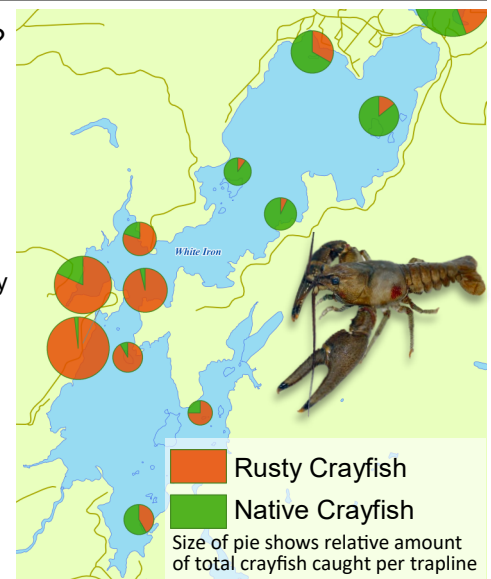 ?
White Iron
y
Rusty Crayfish
Native Crayfish
Size of pie shows relative amount
of total crayfish caught per trapline